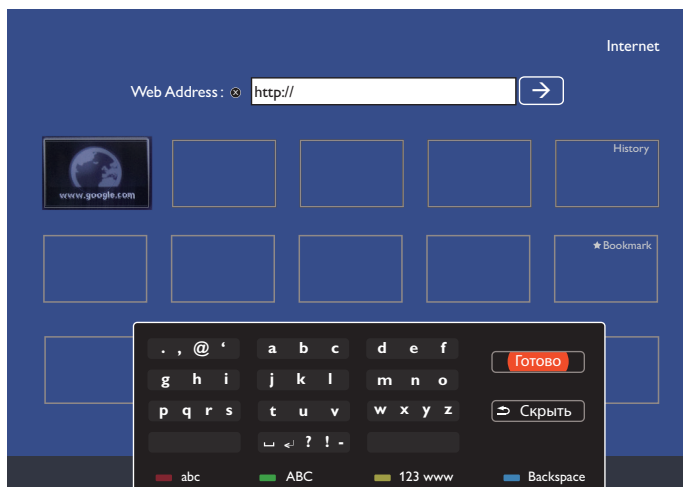 Internet
Web Address : http://
www.google.com
History
★ Bookmark
. , @ ‘ a b c d e f
Готово
g h i j k l m n o
p q r s t u v w x y z
Скрыть
␣ ↵ ? ! -
abc ABC 123 www Backspace